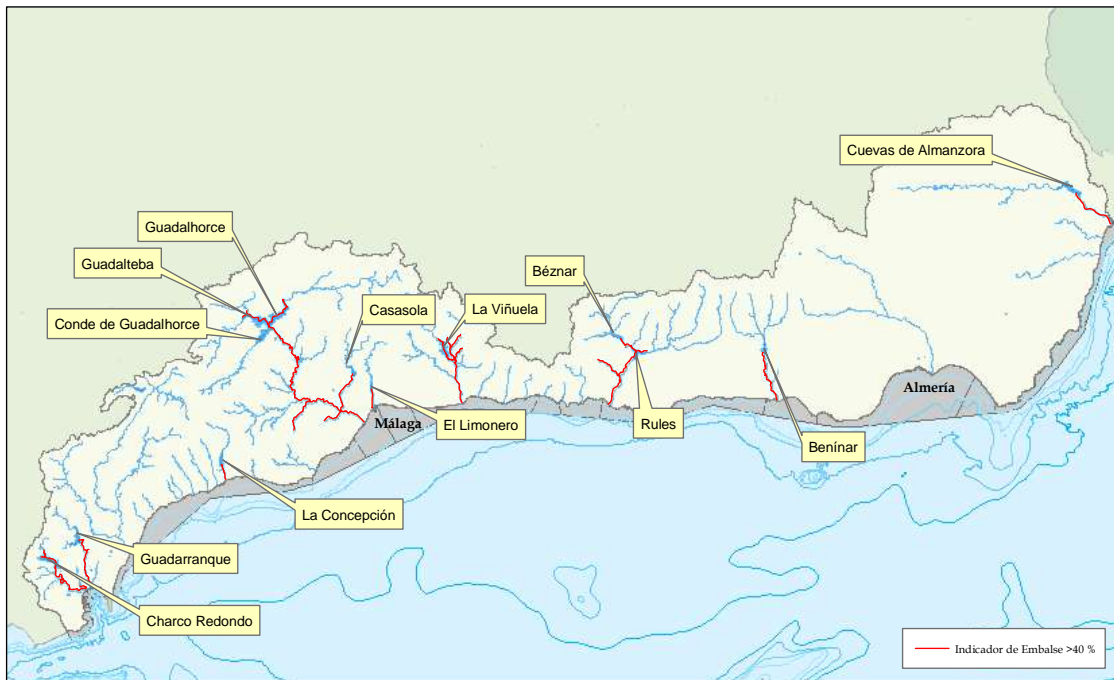 Cuevas de Almanzora
Guadalhorce
Guadalteba
Béznar
Casasola
La Viñuela
Conde de Guadalhorce
Almería
Málaga
El Limonero
Rules
Benínar
La Concepción
Guadarranque
Charco Redondo
Indicador de Embalse >40 %